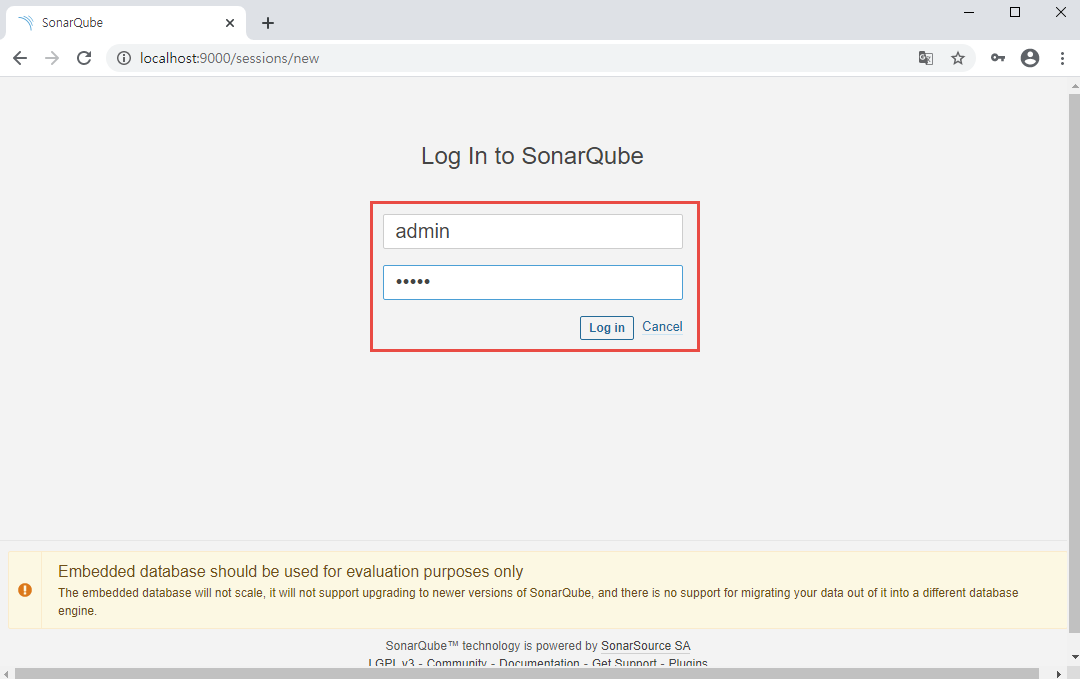 SonarQube
localhost:9000/sessions/new
Log In to SonarQube
admin
•••••
Log in Cancel
Embedded database should be used for evaluation purposes only
The embedded database will not scale, it will not support upgrading to newer versions of SonarQube, and there is no support for migrating your data out of it into a different database
engine.
SonarQube™ technology is powered by SonarSource SA
LGPL v3 - Community - Documentation - Get Support - Plugins